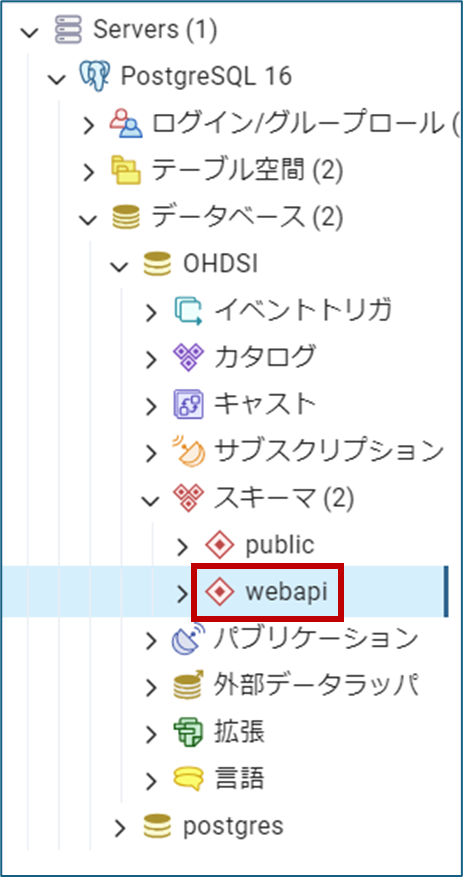 Servers (1)
PostgreSQL 16
ログイン/グループロール (
テーブル空間 (2)
データベース (2)
OHDSI
イベントトリガ
カタログ
キャスト
サブスクリプション
スキーマ (2)
public
webapi
パブリケーション
外部データラッパ
拡張
言語
postgres